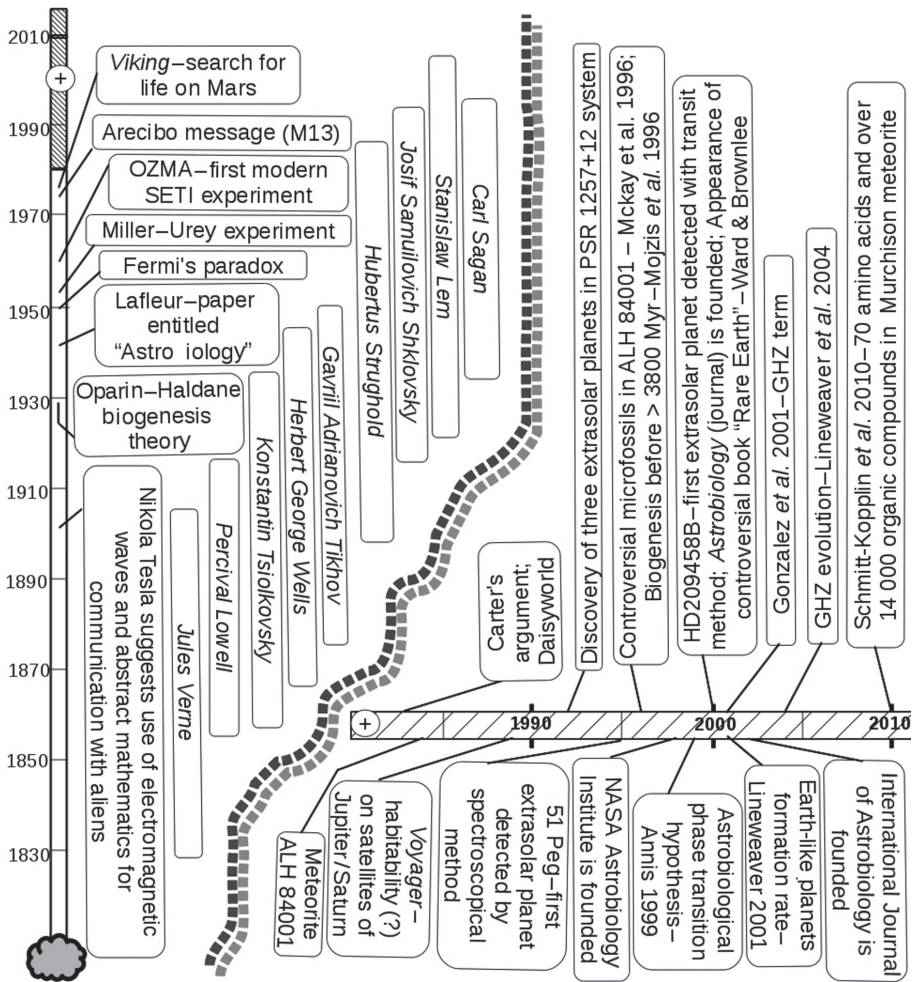 2010
1990
1970
1950
1930
1910
1890
1870
1850
1830
+
Viking–search for
life on Mars
Arecibo message (M13)
OZMA–first modern
SETI experiment
Miller–Urey experiment
Fermi's paradox
Lafleur–paper
entitled
“Astro iology”
Oparin–Haldane
biogenesis
theory
Nikola Tesla suggests use of electromagnetic
waves and abstract mathematics for
communication with aliens
Jules Verne
Percival Lowell
Konstantin Tsiolkovsky
Herbert George Wells
Gavriil Adrianovich Tikhov
Hubertus Strughold
Josif Samuilovich Shklovsky
Stanislaw Lem
Carl Sagan
Carter's
argument;
Daisyworld
Discovery of three extrasolar planets in PSR 1257+12 system
Controversial microfossils in ALH 84001 – Mckay et al. 1996;
Biogenesis before > 3800 Myr–Mojzis et al. 1996
HD209458B–first extrasolar planet detected with transit
method; Astrobiology (journal) is founded; Appearance of
controversial book “Rare Earth”–Ward & Brownlee
Gonzalez et al. 2001–GHZ term
GHZ evolution–Lineweaver et al. 2004
Schmitt-Kopplin et al. 2010–70 amino acids and over
14 000 organic compounds in Murchison meteorite
+
1990
2000
2010
Meteorite
ALH 84001
Voyager–
habitability (?)
on satellites of
Jupiter/Saturn
51 Peg–first
extrasolar planet
detected by
spectroscopical
method
NASA Astrobiology
Institute is founded
Astrobiological
phase transition
hypothesis–
Annis 1999
Earth-like planets
formation rate–
Lineweaver 2001
International Journal
of Astrobiology is
founded